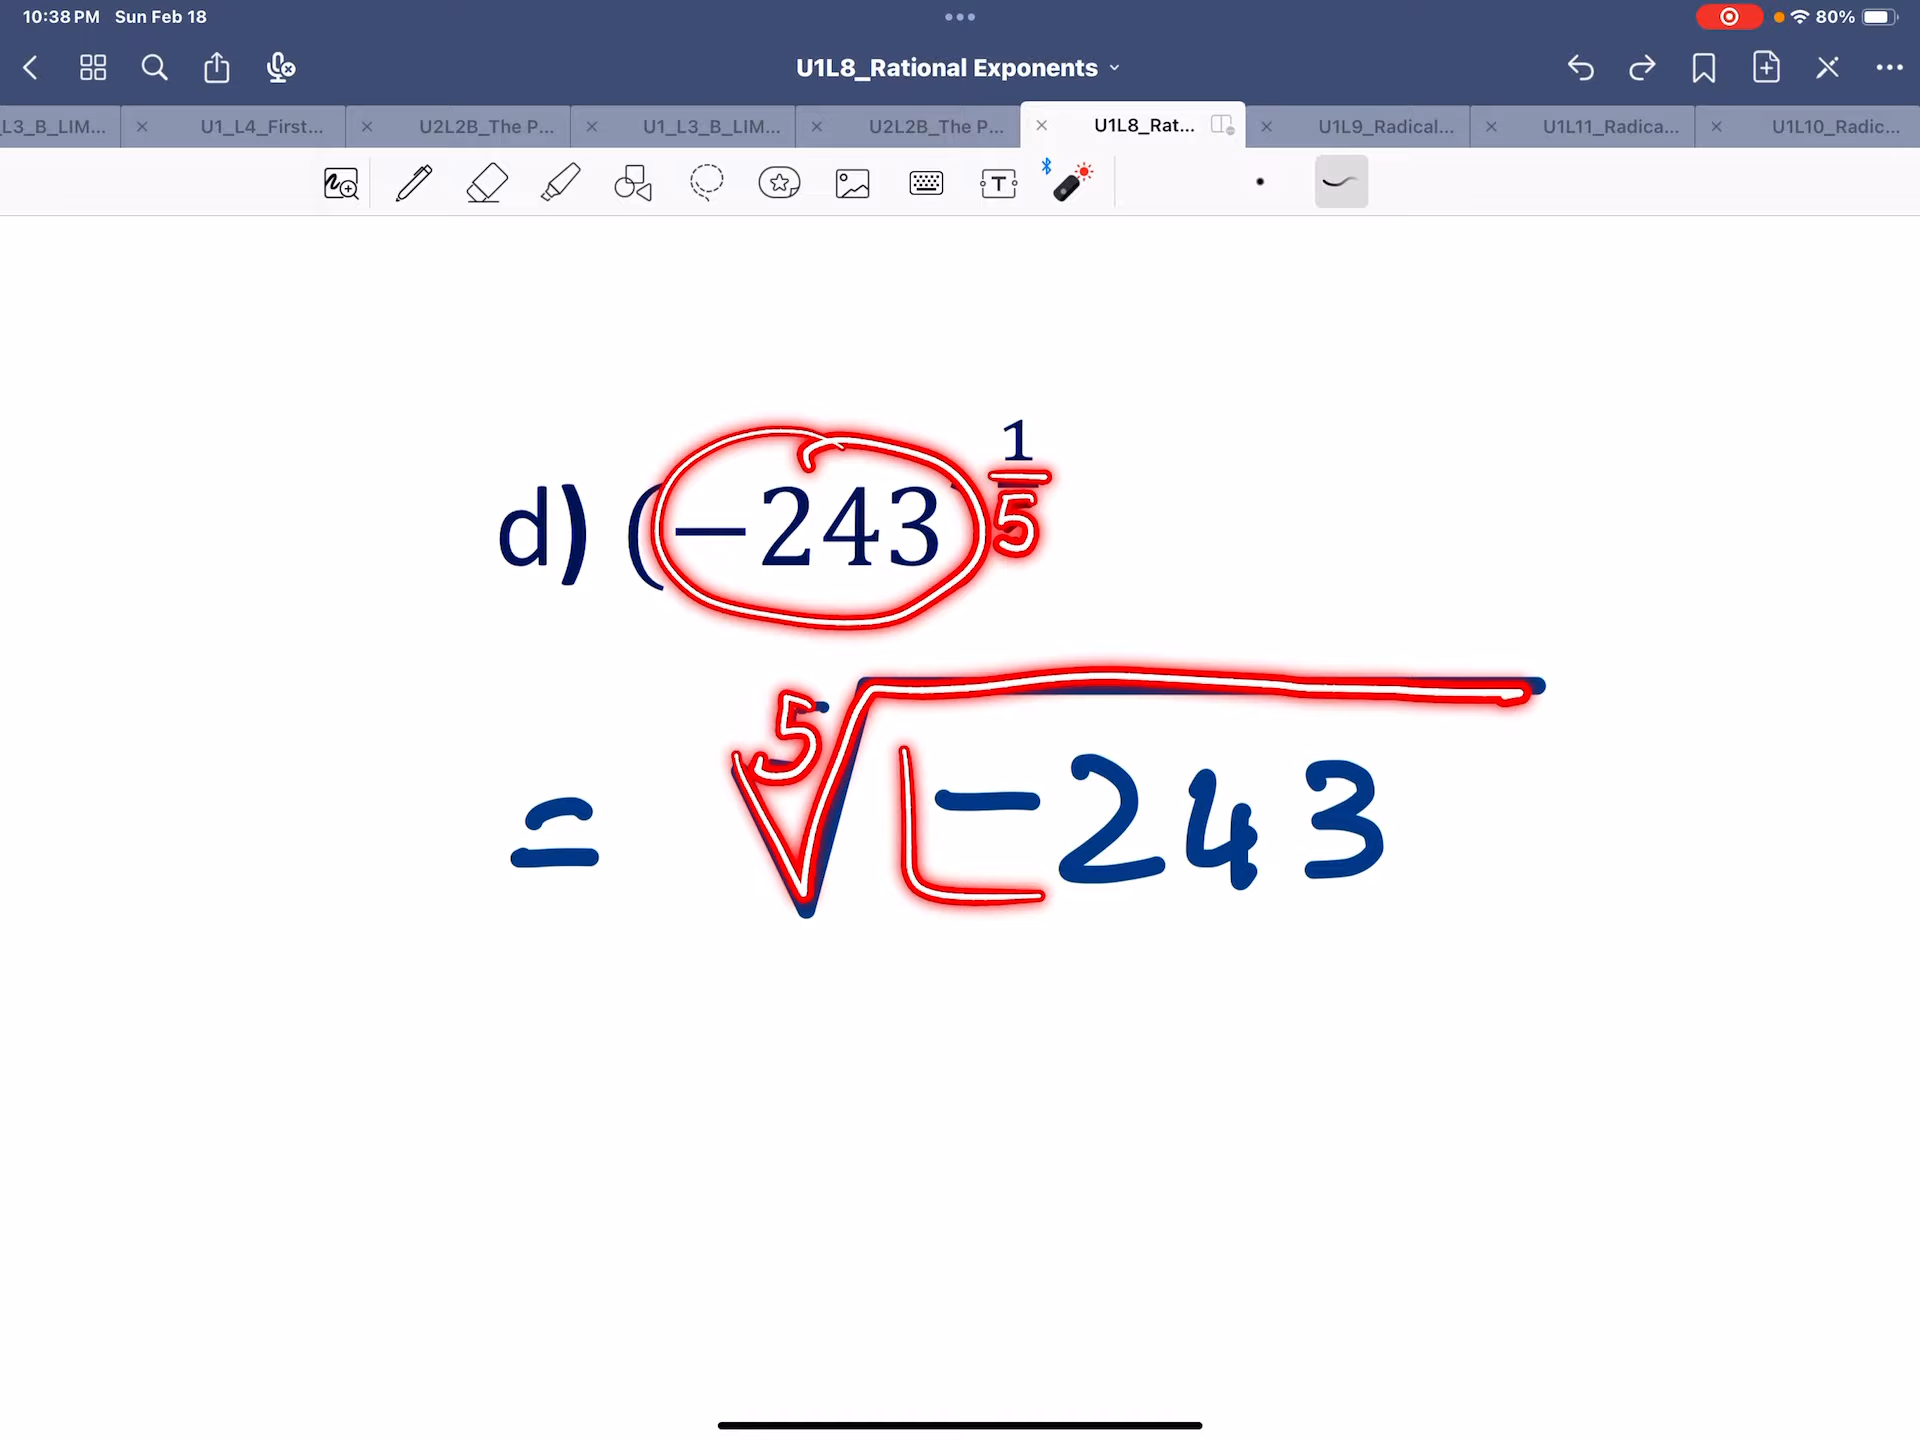 10:38 PM Sun Feb 18 80%
U1L8_Rational Exponents
L3_B_LIM... U1_L4_First... U2L2B_The P... U1_L3_B_LIM... U2L2B_The P... U1L8_Rat... U1L9_Radical... U1L11_Radica... U1L10_Radic...
T
d) (−243)^{1/5}
= ⁵√−243